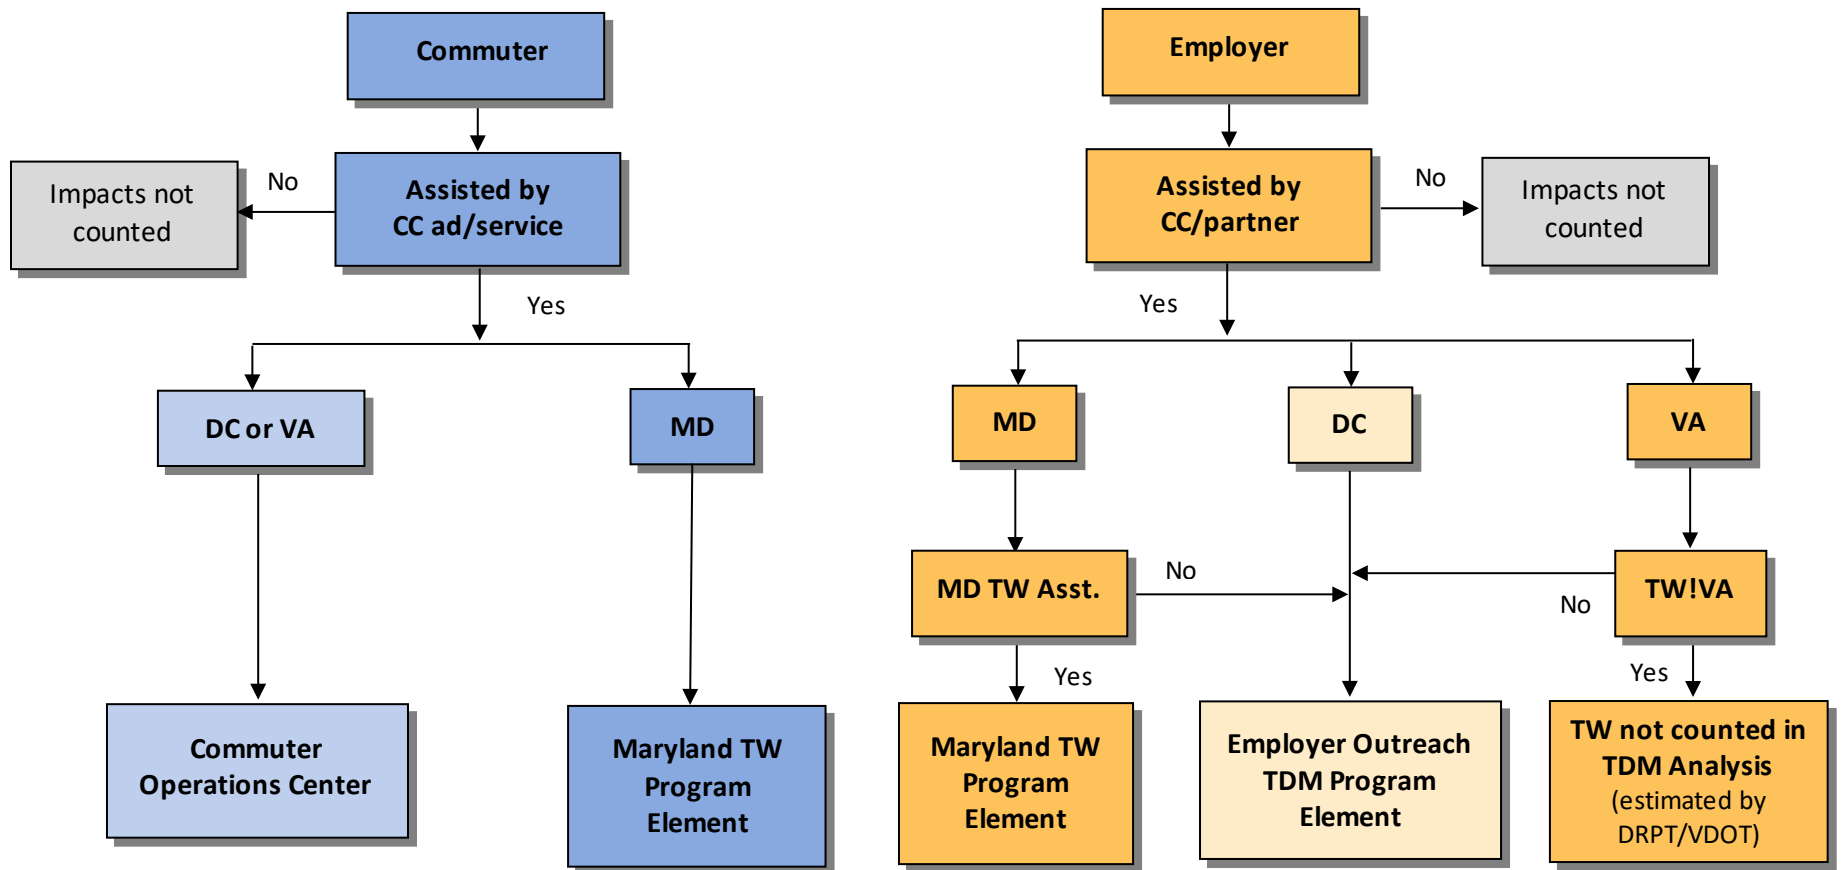 Commuter
Employer
Impacts not
counted
No
Assisted by
CC ad/service
Assisted by
CC/partner
No
Impacts not
counted
Yes
Yes
DC or VA
MD
MD
DC
VA
MD TW Asst.
No
No
TW!VA
Yes
Yes
Commuter
Operations Center
Maryland TW
Program
Element
Maryland TW
Program
Element
Employer Outreach
TDM Program
Element
TW not counted in
TDM Analysis
(estimated by
DRPT/VDOT)